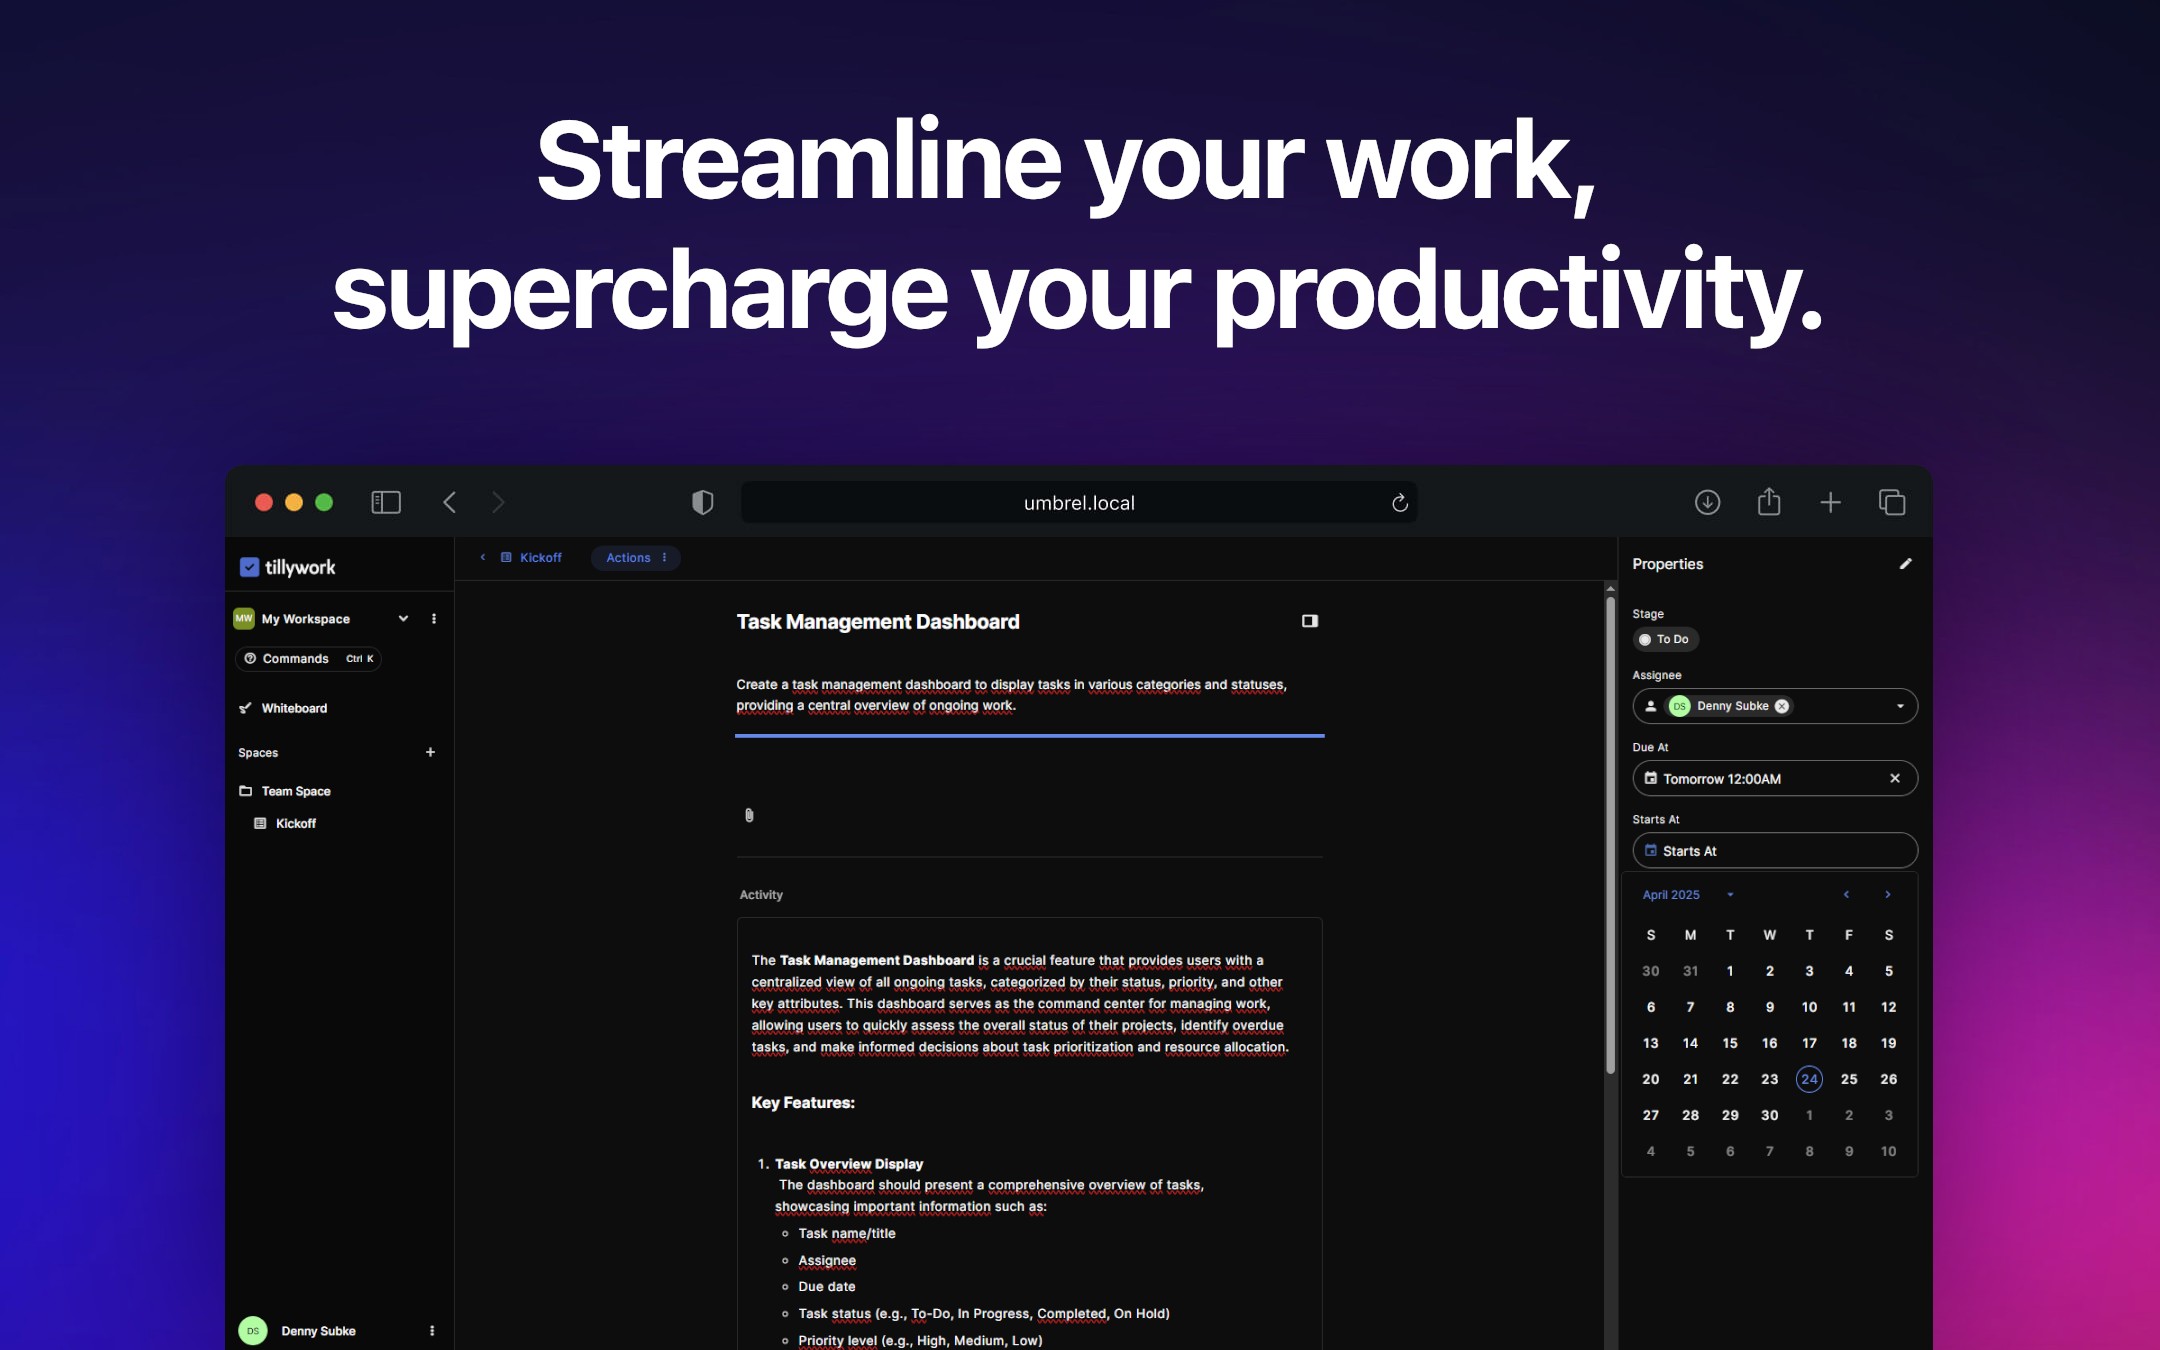 Streamline your work,
supercharge your productivity.
umbrel.local
tillywork
MW My Workspace
Commands Ctrl K
Whiteboard
Spaces +
Team Space
Kickoff
DS Denny Subke
Kickoff Actions
Task Management Dashboard
Create a task management dashboard to display tasks in various categories and statuses,
providing a central overview of ongoing work.
Activity
The Task Management Dashboard is a crucial feature that provides users with a
centralized view of all ongoing tasks, categorized by their status, priority, and other
key attributes. This dashboard serves as the command center for managing work,
allowing users to quickly assess the overall status of their projects, identify overdue
tasks, and make informed decisions about task prioritization and resource allocation.
Key Features:
1. Task Overview Display
The dashboard should present a comprehensive overview of tasks,
showcasing important information such as:
Task name/title
Assignee
Due date
Task status (e.g., To-Do, In Progress, Completed, On Hold)
Priority level (e.g., High, Medium, Low)
Properties
Stage
To Do
Assignee
DS Denny Subke
Due At
Tomorrow 12:00AM
Starts At
Starts At
April 2025
S M T W T F S
30 31 1 2 3 4 5
6 7 8 9 10 11 12
13 14 15 16 17 18 19
20 21 22 23 24 25 26
27 28 29 30 1 2 3
4 5 6 7 8 9 10